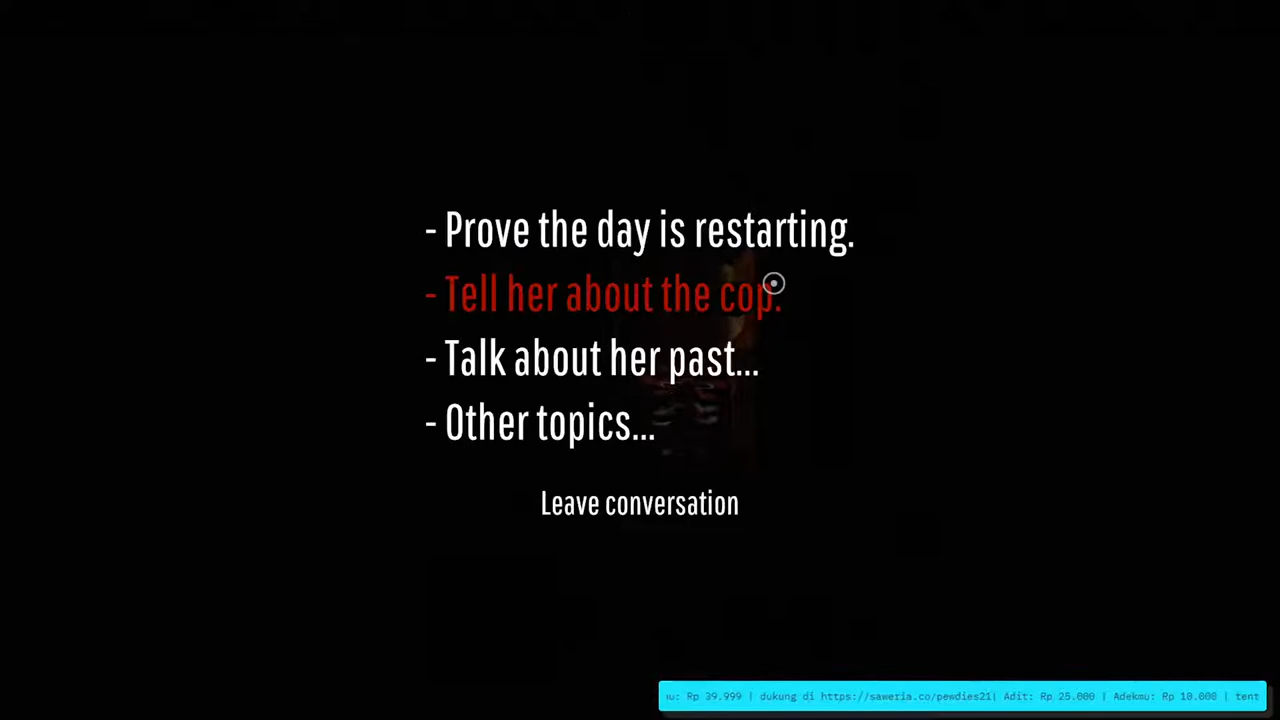 - Prove the day is restarting.
- Tell her about the cop.
- Talk about her past...
- Other topics...
Leave conversation
u: Rp 39.999 | dukung di https://saweria.co/pewdies21| Adit: Rp 25.000 | Adekmu: Rp 10.000 | tent